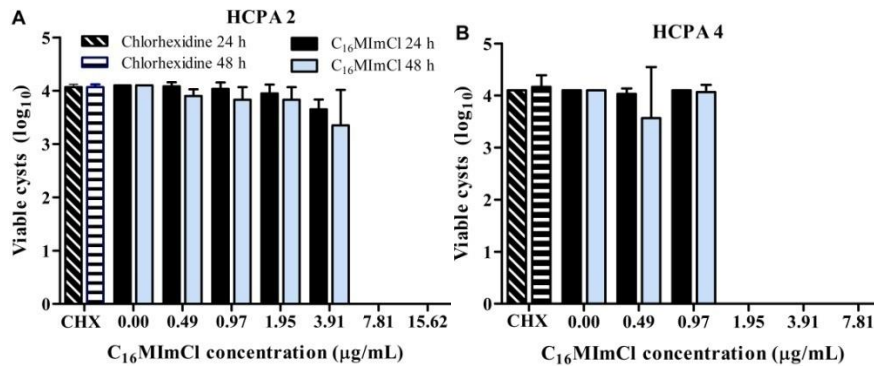 A
HCPA 2
Chlorhexidine 24 h
Chlorhexidine 48 h
C₁₆MImCl 24 h
C₁₆MImCl 48 h
Viable cysts (log₁₀)
5
4
3
2
1
0
CHX 0.00 0.49 0.97 1.95 3.91 7.81 15.62
C₁₆MImCl concentration (µg/mL)
B
HCPA 4
Viable cysts (log₁₀)
5
4
3
2
1
0
CHX 0.00 0.49 0.97 1.95 3.91 7.81
C₁₆MImCl concentration (µg/mL)